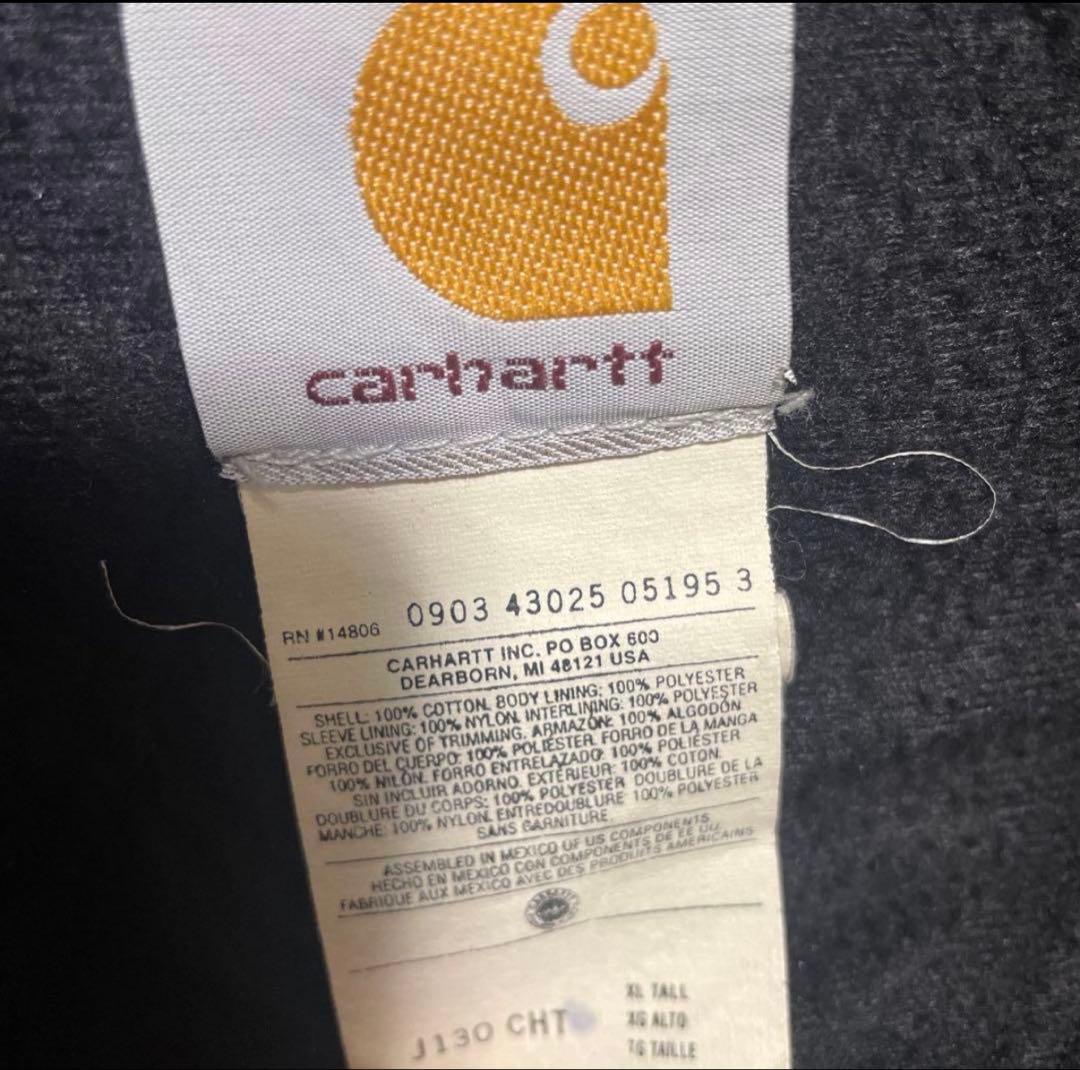 carhartt
RN #14806 0903 43025 05195 3
CARHARTT INC. PO BOX 600
DEARBORN, MI 48121 USA
SHELL: 100% COTTON. BODY LINING: 100% POLYESTER
SLEEVE LINING: 100% NYLON. INTERLINING: 100% POLYESTER
EXCLUSIVE OF TRIMMING. ARMAZÓN: 100% ALGODÓN
FORRO DEL CUERPO: 100% POLIÉSTER. FORRO DE LA MANGA
100% NILÓN. FORRO ENTRELAZADO: 100% POLIÉSTER
SIN INCLUIR ADORNO. EXTÉRIEUR: 100% COTON.
DOUBLURE DU CORPS: 100% POLYESTER DOUBLURE DE LA
MANCHE: 100% NYLON. ENTREDOUBLURE: 100% POLYESTER
SANS GARNITURE
ASSEMBLED IN MEXICO OF US COMPONENTS
HECHO EN MEXICO CON COMPONENTS DE EE UU
FABRIQUE AUX MEXICO AVEC DES PRODUITS AMERICAINS
XL TALL
J130 CHT XG ALTO
TG TAILLE